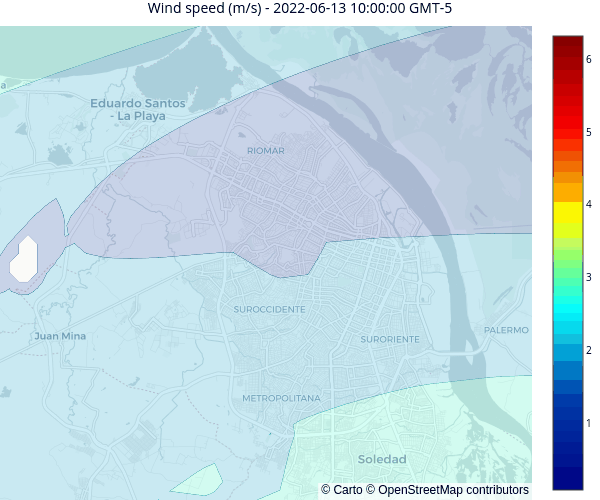 Wind speed (m/s) - 2022-06-13 10:00:00 GMT-5
a
Eduardo Santos
- La Playa
RIOMAR
SUROCCIDENTE
Juan Mina
SURORIENTE
PALERMO
METROPOLITANA
Soledad
© Carto © OpenStreetMap contributors
6
5
4
3
2
1